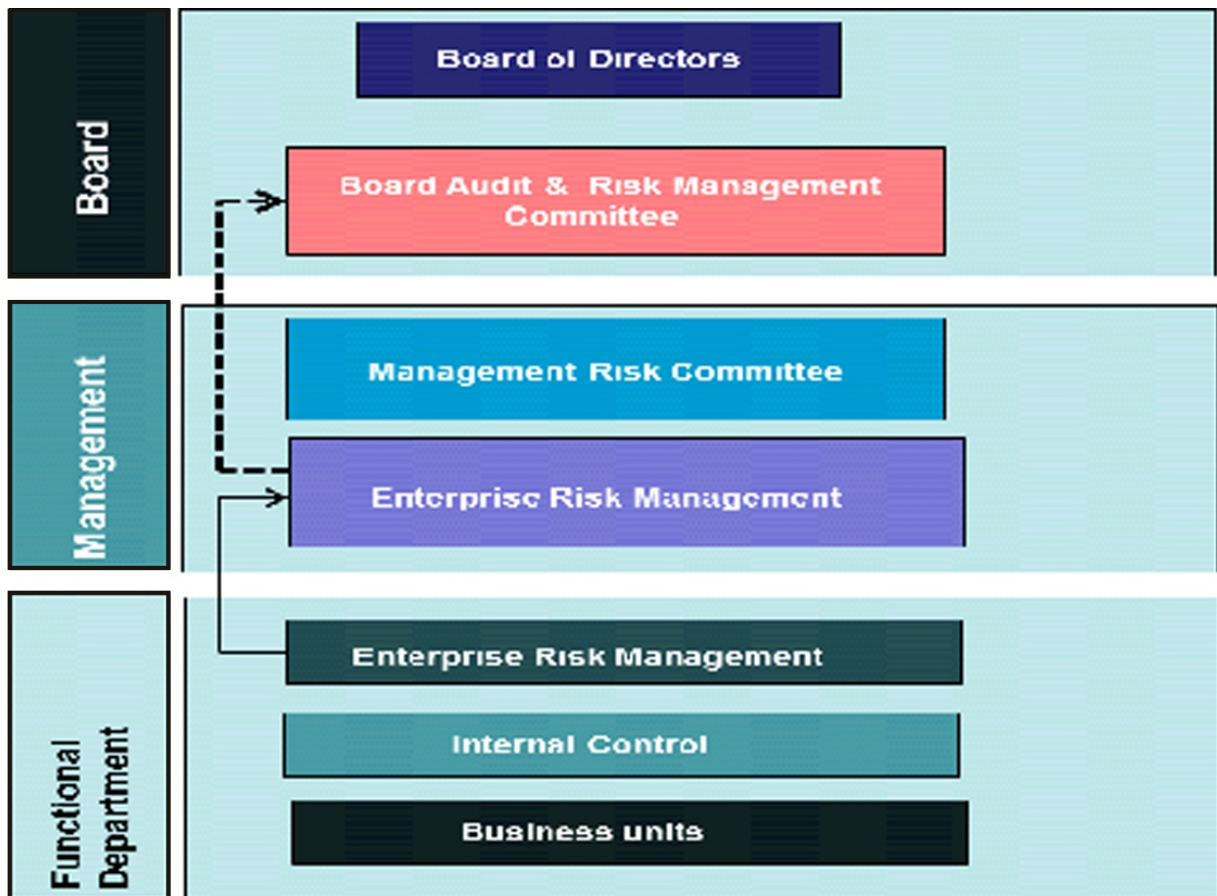 Board
Board of Directors
Board Audit & Risk Management
Committee
Management
Management Risk Committee
Enterprise Risk Management
Functional
Department
Enterprise Risk Management
Internal Control
Business units